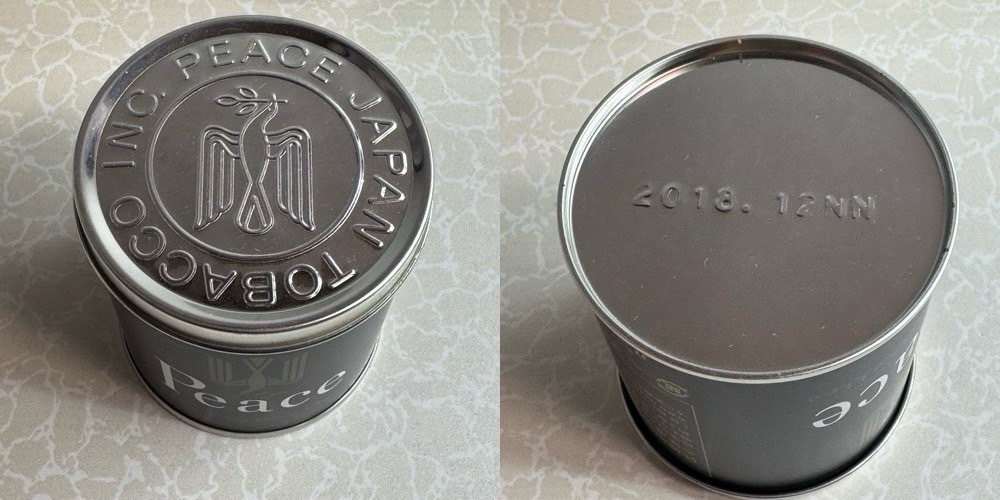 PEACE JAPAN TOBACCO INC.
Peace
2018. 12NN